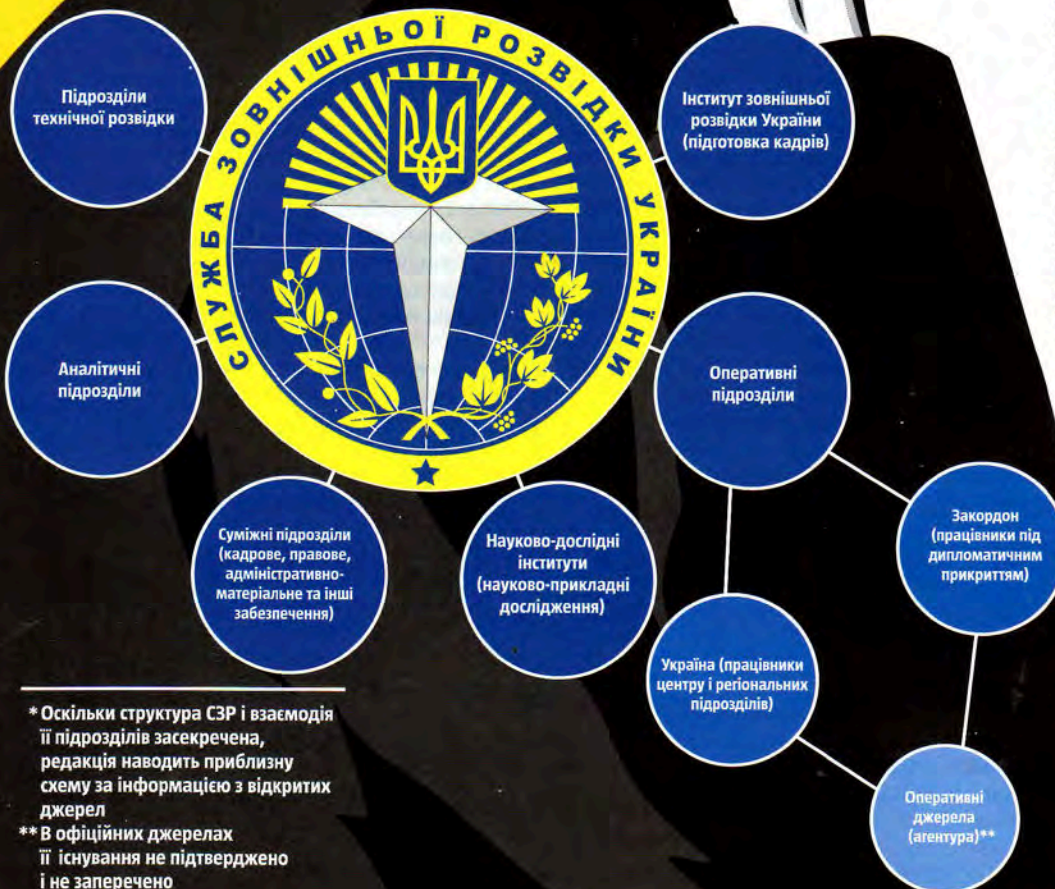 СЛУЖБА ЗОВНІШНЬОЇ РОЗВІДКИ УКРАЇНИ
Підрозділи
технічної розвідки
Інститут зовнішньої
розвідки України
(підготовка кадрів)
Аналітичні
підрозділи
Оперативні
підрозділи
Суміжні підрозділи
(кадрове, правове,
адміністративно-
матеріальне та інші
забезпечення)
Науково-дослідні
інститути
(науково-прикладні
дослідження)
Закордон
(працівники під
дипломатичним
прикриттям)
Україна (працівники
центру і регіональних
підрозділів)
Оперативні
джерела
(агентура)**
* Оскільки структура СЗР і взаємодія
її підрозділів засекречена,
редакція наводить приблизну
схему за інформацією з відкритих
джерел
** В офіційних джерелах
її існування не підтверджено
і не заперечено